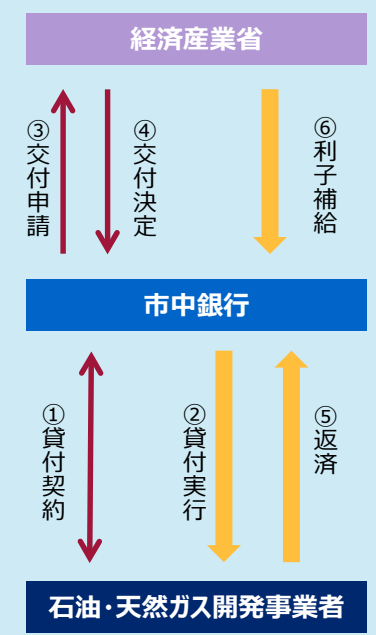 経済産業省
③交付申請
④交付決定
⑥利子補給
市中銀行
①貸付契約
②貸付実行
⑤返済
石油・天然ガス開発事業者